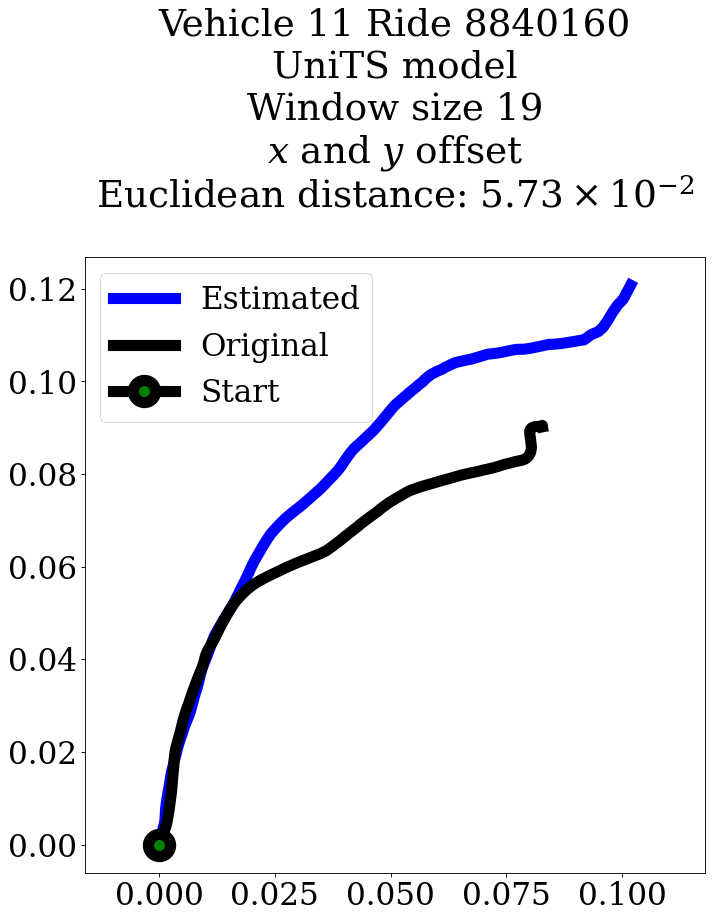 Vehicle 11 Ride 8840160
UniTS model
Window size 19
x and y offset
Euclidean distance: 5.73 × 10⁻²
Estimated
Original
Start
0.12
0.10
0.08
0.06
0.04
0.02
0.00
0.000 0.025 0.050 0.075 0.100